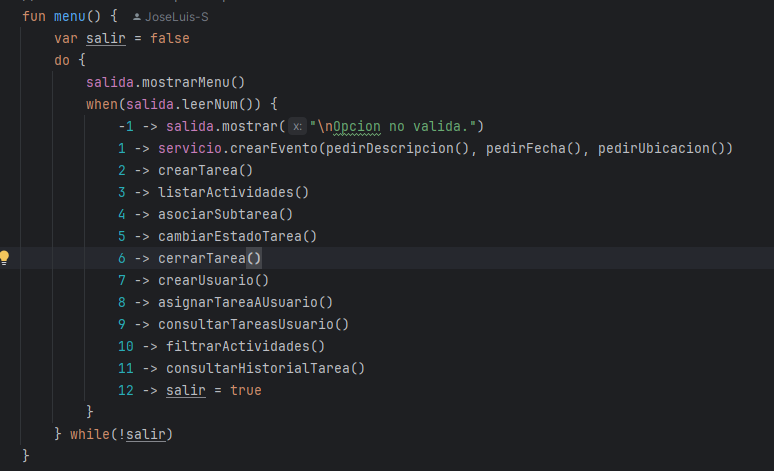 fun menu() { JoseLuis-S
    var salir = false
    do {
        salida.mostrarMenu()
        when(salida.leerNum()) {
            -1 -> salida.mostrar( x: "\nOpcion no valida.")
            1 -> servicio.crearEvento(pedirDescripcion(), pedirFecha(), pedirUbicacion())
            2 -> crearTarea()
            3 -> listarActividades()
            4 -> asociarSubtarea()
            5 -> cambiarEstadoTarea()
            6 -> cerrarTarea()
            7 -> crearUsuario()
            8 -> asignarTareaAUsuario()
            9 -> consultarTareasUsuario()
            10 -> filtrarActividades()
            11 -> consultarHistorialTarea()
            12 -> salir = true
        }
    } while(!salir)
}